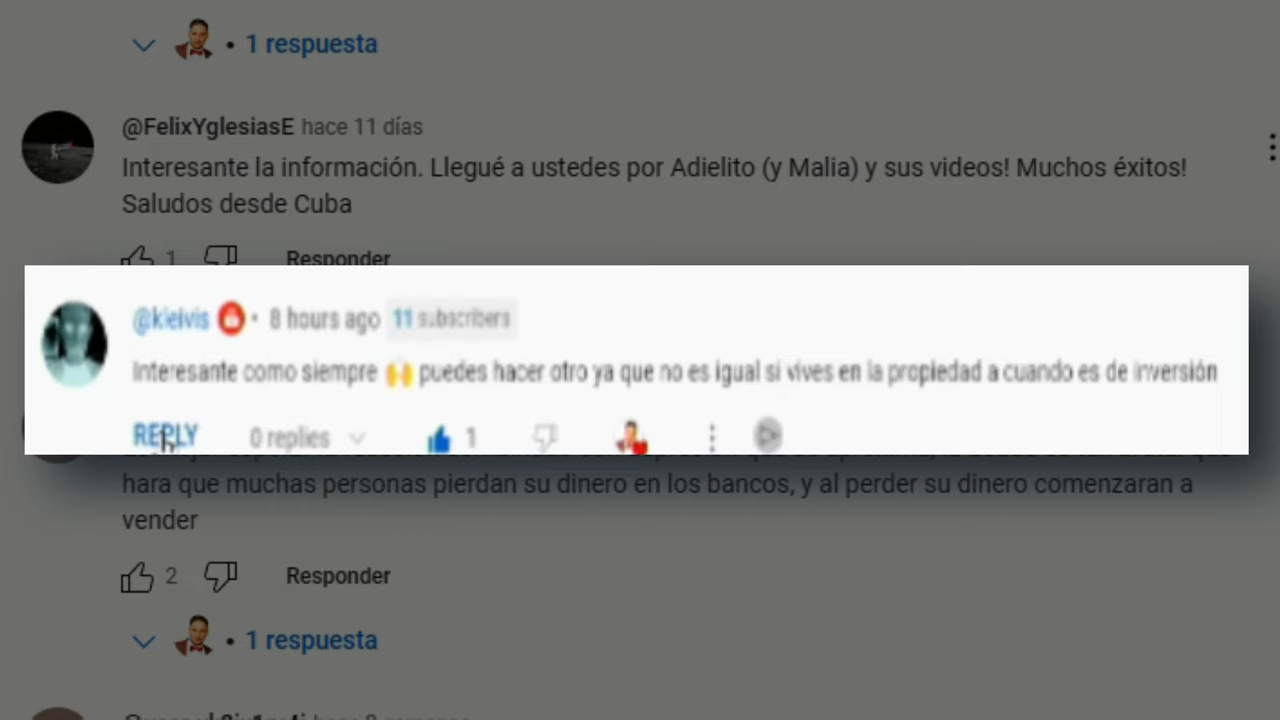 1 respuesta
@FelixYglesiasE hace 11 días
Interesante la información. Llegué a ustedes por Adielito (y Malia) y sus videos! Muchos éxitos!
Saludos desde Cuba
1 Responder
@kleivis · 8 hours ago 11 subscribers
Interesante como siempre 🙌 puedes hacer otro ya que no es igual si vives en la propiedad a cuando es de inversión
REPLY 0 replies 1
hara que muchas personas pierdan su dinero en los bancos, y al perder su dinero comenzaran a
vender
2 Responder
1 respuesta